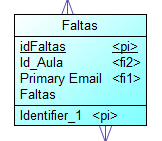 Faltas
idFaltas <pi>
Id_Aula <fi2>
Primary Email <fi1>
Faltas
Identifier_1 <pi>